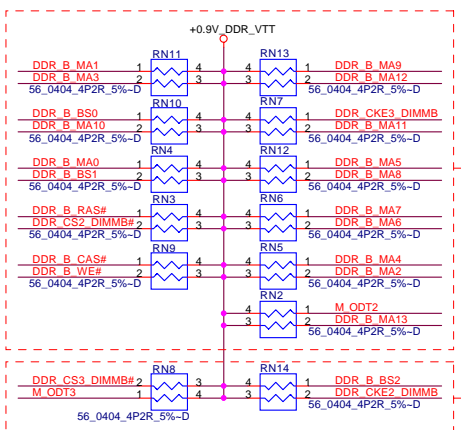 +0.9V_DDR_VTT
RN11 RN13
DDR_B_MA1 1 4 4 1 DDR_B_MA9
DDR_B_MA3 2 3 3 2 DDR_B_MA12
56_0404_4P2R_5%~D 56_0404_4P2R_5%~D
RN10 RN7
DDR_B_BS0 1 4 4 1 DDR_CKE3_DIMMB
DDR_B_MA10 2 3 3 2 DDR_B_MA11
56_0404_4P2R_5%~D 56_0404_4P2R_5%~D
RN4 RN12
DDR_B_MA0 1 4 4 1 DDR_B_MA5
DDR_B_BS1 2 3 3 2 DDR_B_MA8
56_0404_4P2R_5%~D 56_0404_4P2R_5%~D
RN3 RN6
DDR_B_RAS# 1 4 4 1 DDR_B_MA7
DDR_CS2_DIMMB# 2 3 3 2 DDR_B_MA6
56_0404_4P2R_5%~D 56_0404_4P2R_5%~D
RN9 RN5
DDR_B_CAS# 1 4 4 1 DDR_B_MA4
DDR_B_WE# 2 3 3 2 DDR_B_MA2
56_0404_4P2R_5%~D 56_0404_4P2R_5%~D
RN2
4 1 M_ODT2
3 2 DDR_B_MA13
56_0404_4P2R_5%~D
RN8 RN14
DDR_CS3_DIMMB# 2 3 4 1 DDR_B_BS2
M_ODT3 1 4 3 2 DDR_CKE2_DIMMB
56_0404_4P2R_5%~D 56_0404_4P2R_5%~D